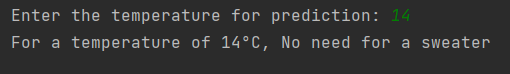 Enter the temperature for prediction: 14
For a temperature of 14°C, No need for a sweater